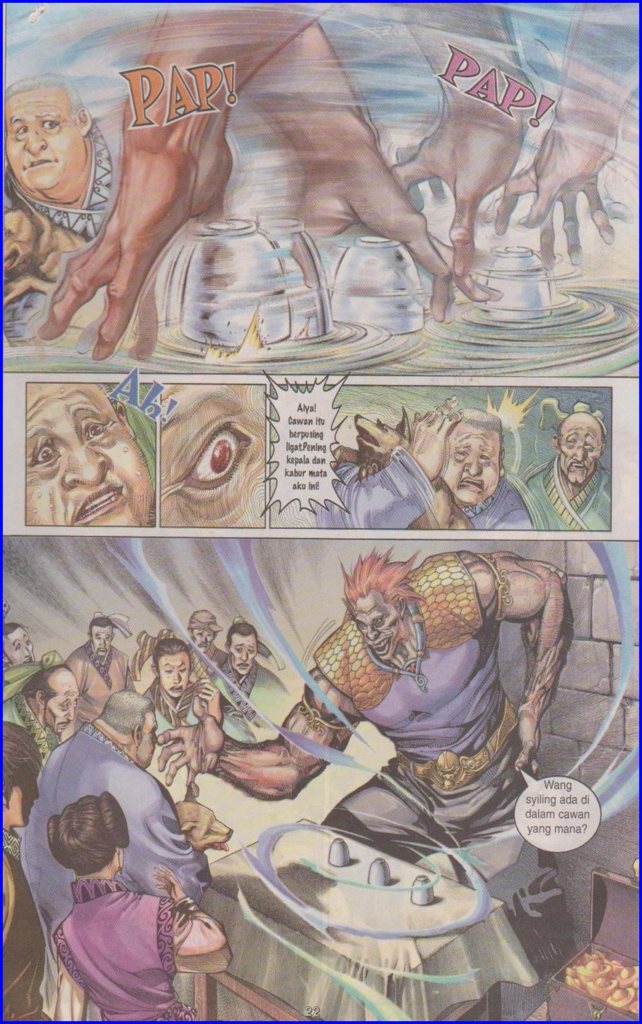 PAP!
PAP!
Ah!
Aiya!
Cawan itu
berpusing
ligat.Pening
kepala dan
kabur mata
aku ini!
Wang
syiling ada di
dalam cawan
yang mana?
22